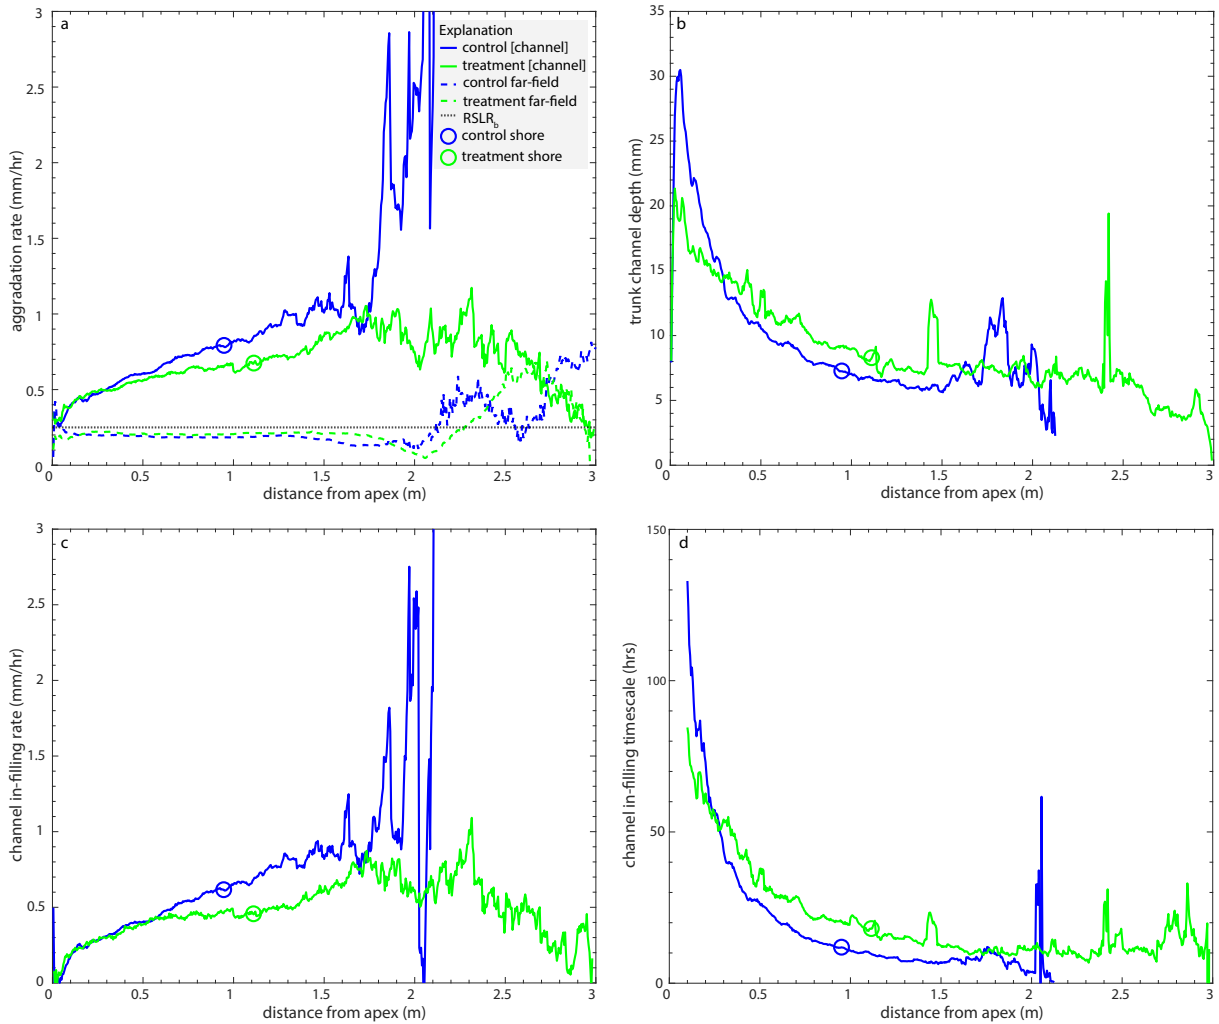 a
3
2.5
2
1.5
1
0.5
0
aggradation rate (mm/hr)
Explanation
control [channel]
treatment [channel]
control far-field
treatment far-field
RSLRb
control shore
treatment shore
0.5
1
1.5
2
2.5
3
distance from apex (m)
b
35
30
25
20
15
10
5
0
trunk channel depth (mm)
0.5
1
1.5
2
2.5
3
distance from apex (m)
c
3
2.5
2
1.5
1
0.5
0
channel in-filling rate (mm/hr)
0.5
1
1.5
2
2.5
3
distance from apex (m)
d
150
100
50
0
channel in-filling timescale (hrs)
0.5
1
1.5
2
2.5
3
distance from apex (m)